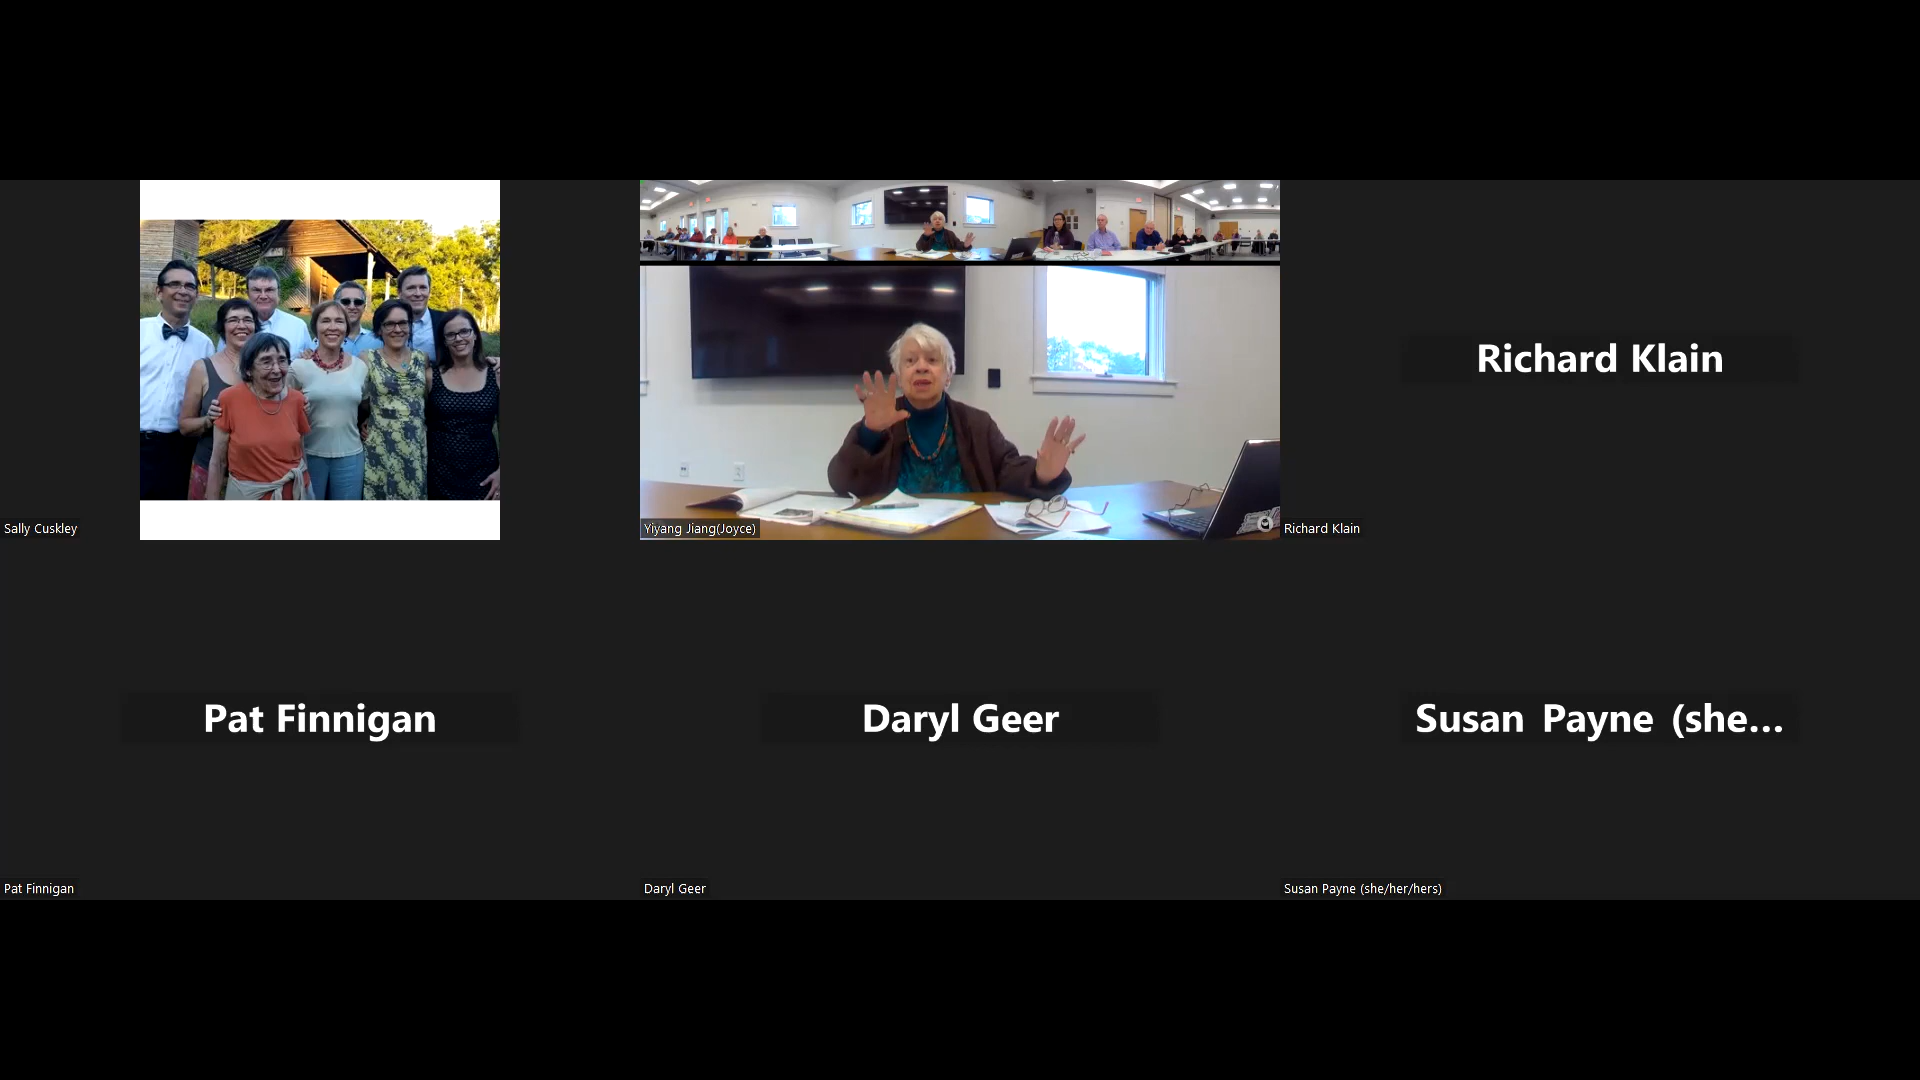 Richard Klain
Sally Cuskley
Yiyang Jiang(Joyce)
Richard Klain
Pat Finnigan
Daryl Geer
Susan Payne (she...
Pat Finnigan
Daryl Geer
Susan Payne (she/her/hers)